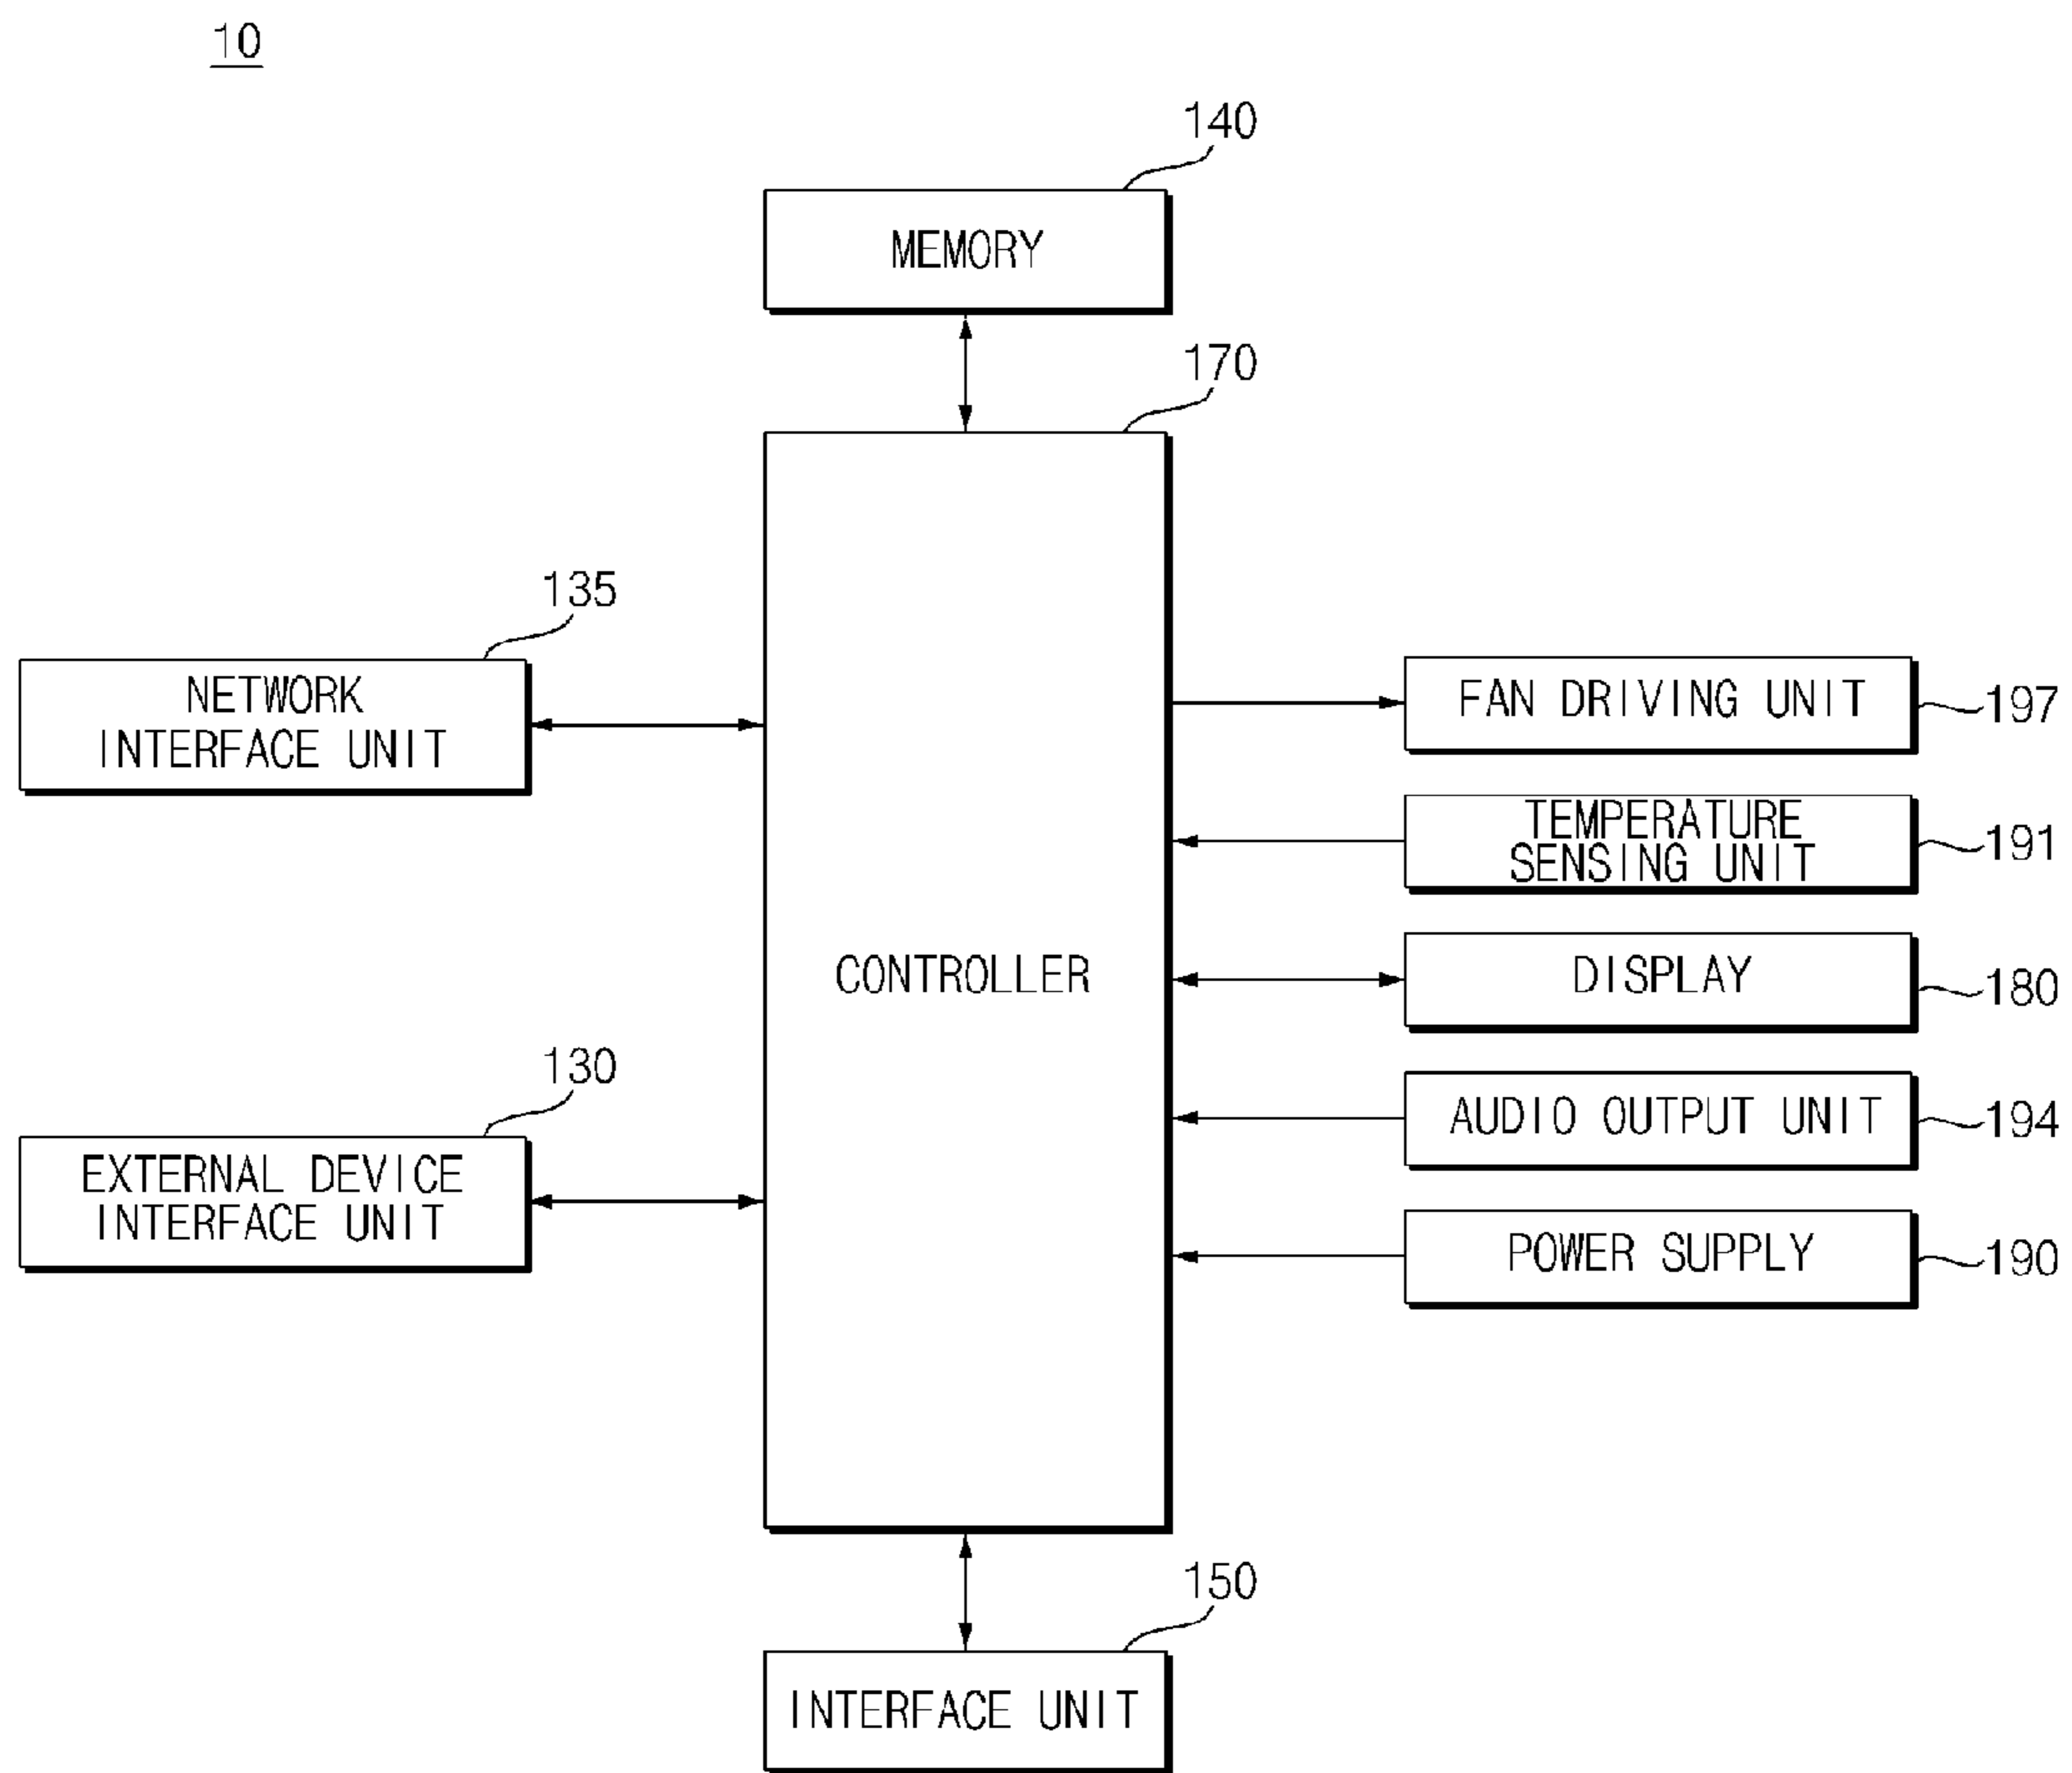 10
140
MEMORY
170
135
NETWORK
INTERFACE UNIT
FAN DRIVING UNIT
197
TEMPERATURE
SENSING UNIT
191
CONTROLLER
DISPLAY
180
130
EXTERNAL DEVICE
INTERFACE UNIT
AUDIO OUTPUT UNIT
194
POWER SUPPLY
190
150
INTERFACE UNIT